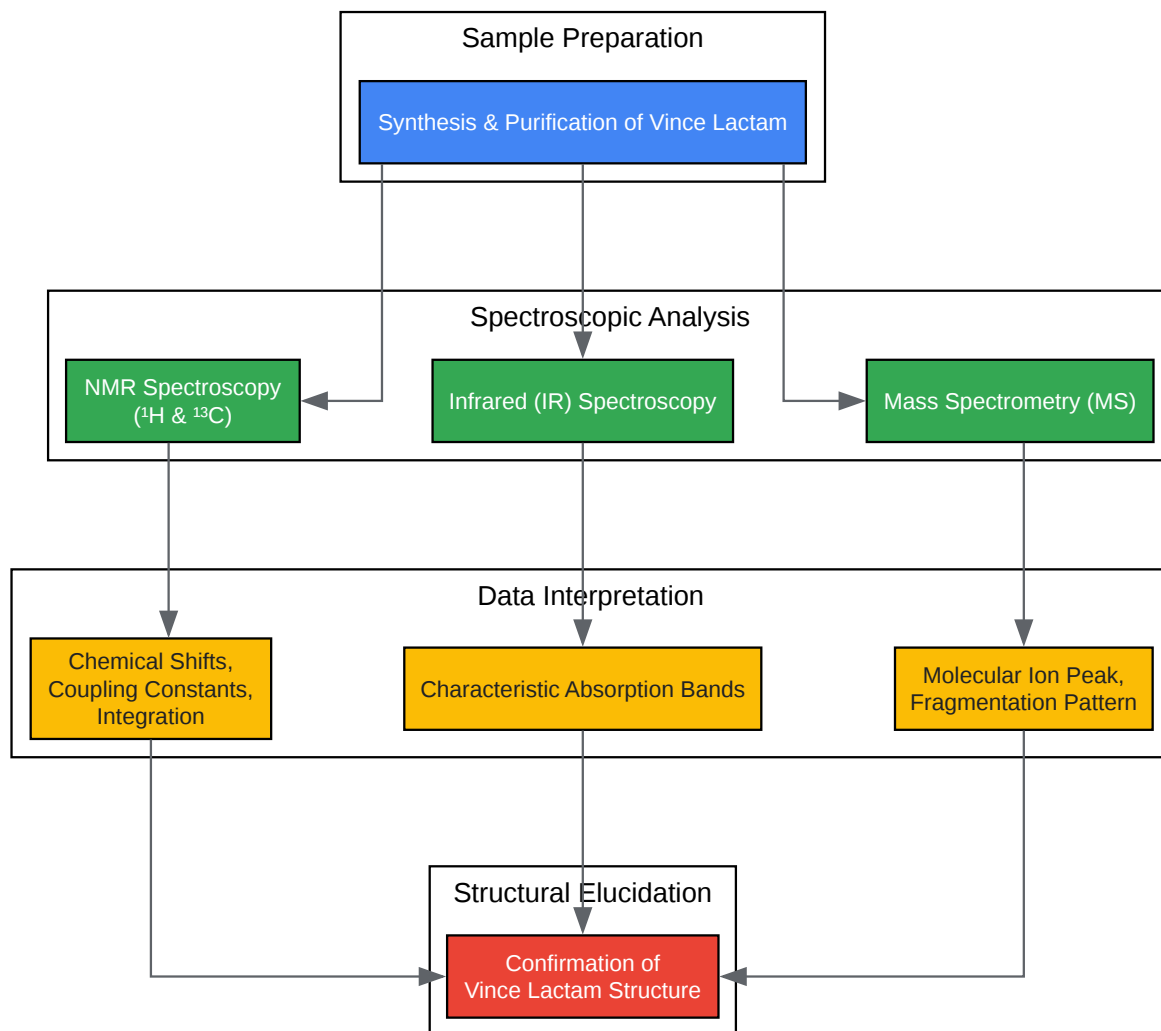 Sample Preparation
Synthesis & Purification of Vince Lactam
Spectroscopic Analysis
NMR Spectroscopy
(¹H & ¹³C)
Infrared (IR) Spectroscopy
Mass Spectrometry (MS)
Data Interpretation
Chemical Shifts,
Coupling Constants,
Integration
Characteristic Absorption Bands
Molecular Ion Peak,
Fragmentation Pattern
Structural Elucidation
Confirmation of
Vince Lactam Structure